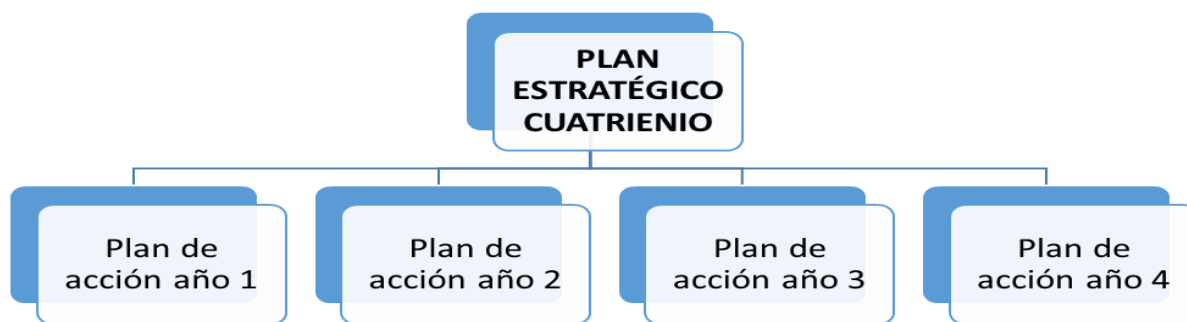 PLAN
ESTRATÉGICO
CUATRIENIO
Plan de
acción año 1
Plan de
acción año 2
Plan de
acción año 3
Plan de
acción año 4